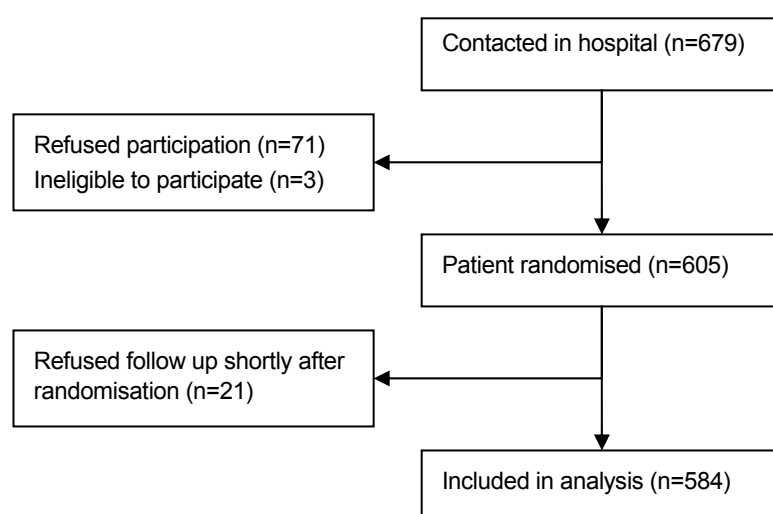 Contacted in hospital (n=679)
Refused participation (n=71)
Ineligible to participate (n=3)
Patient randomised (n=605)
Refused follow up shortly after
randomisation (n=21)
Included in analysis (n=584)